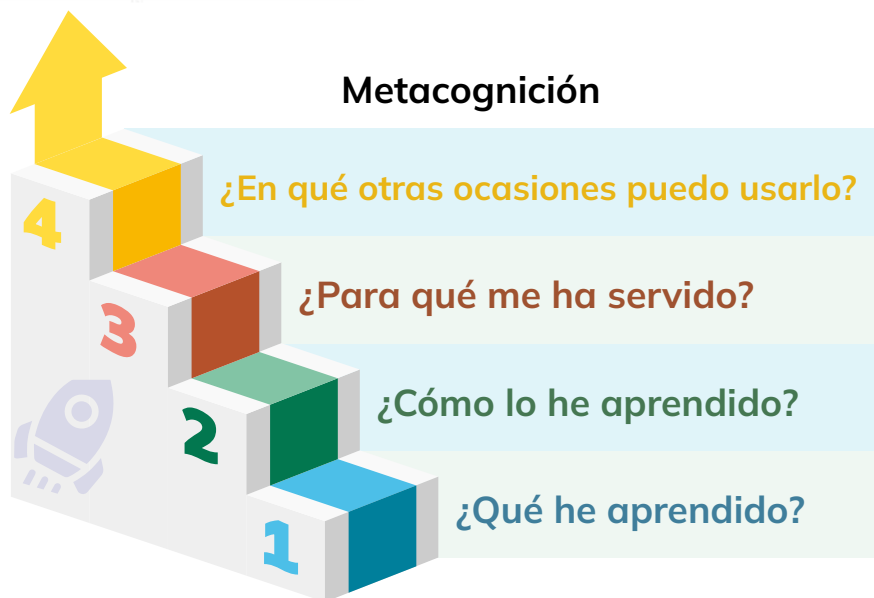 Metacognición
4 ¿En qué otras ocasiones puedo usarlo?
3 ¿Para qué me ha servido?
2 ¿Cómo lo he aprendido?
1 ¿Qué he aprendido?